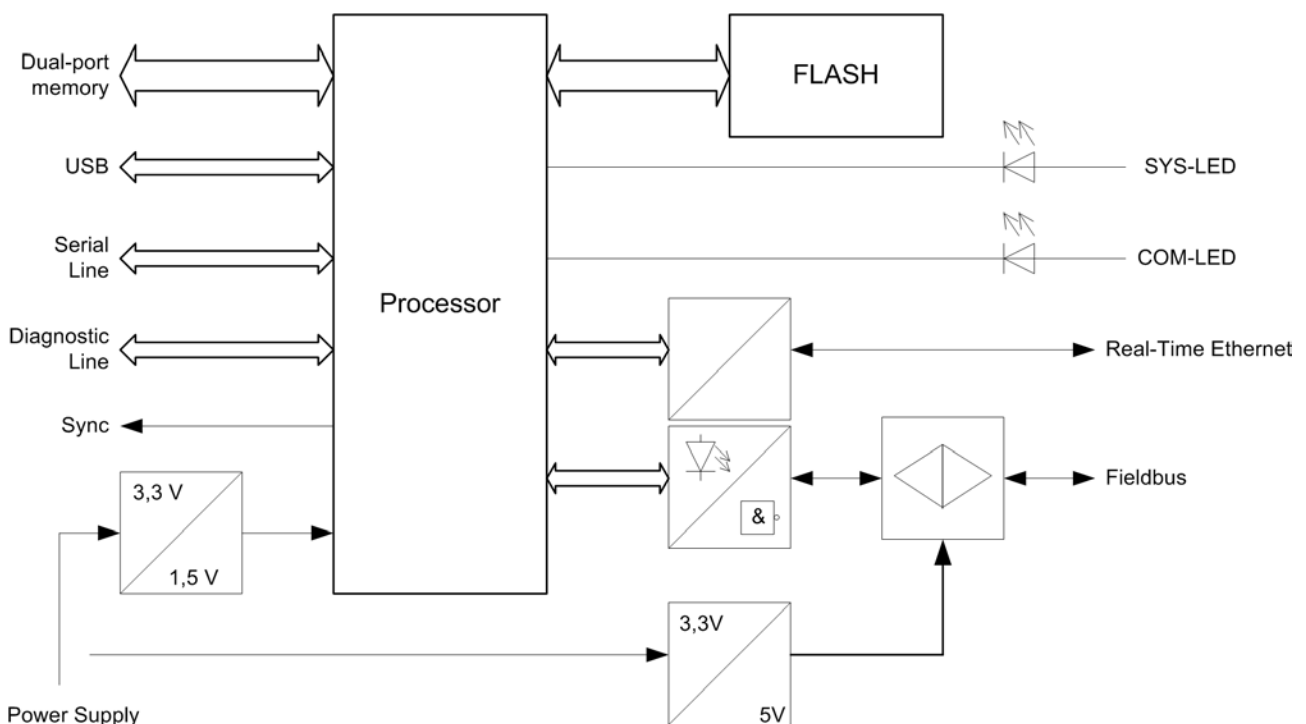 Dual-port
memory
FLASH
USB
SYS-LED
Serial
Line
COM-LED
Processor
Diagnostic
Line
Real-Time Ethernet
Sync
3,3 V
1,5 V
&
Fieldbus
3,3V
5V
Power Supply